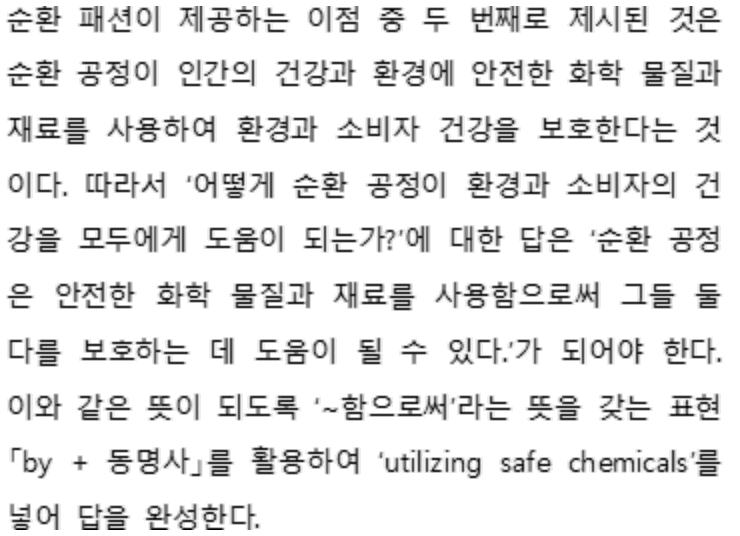 순환 패션이 제공하는 이점 중 두 번째로 제시된 것은
순환 공정이 인간의 건강과 환경에 안전한 화학 물질과
재료를 사용하여 환경과 소비자 건강을 보호한다는 것
이다. 따라서 ‘어떻게 순환 공정이 환경과 소비자의 건
강을 모두에게 도움이 되는가?’에 대한 답은 ‘순환 공정
은 안전한 화학 물질과 재료를 사용함으로써 그들 둘
다를 보호하는 데 도움이 될 수 있다.’가 되어야 한다.
이와 같은 뜻이 되도록 ‘~함으로써’라는 뜻을 갖는 표현
「by + 동명사」를 활용하여 ‘utilizing safe chemicals’를
넣어 답을 완성한다.